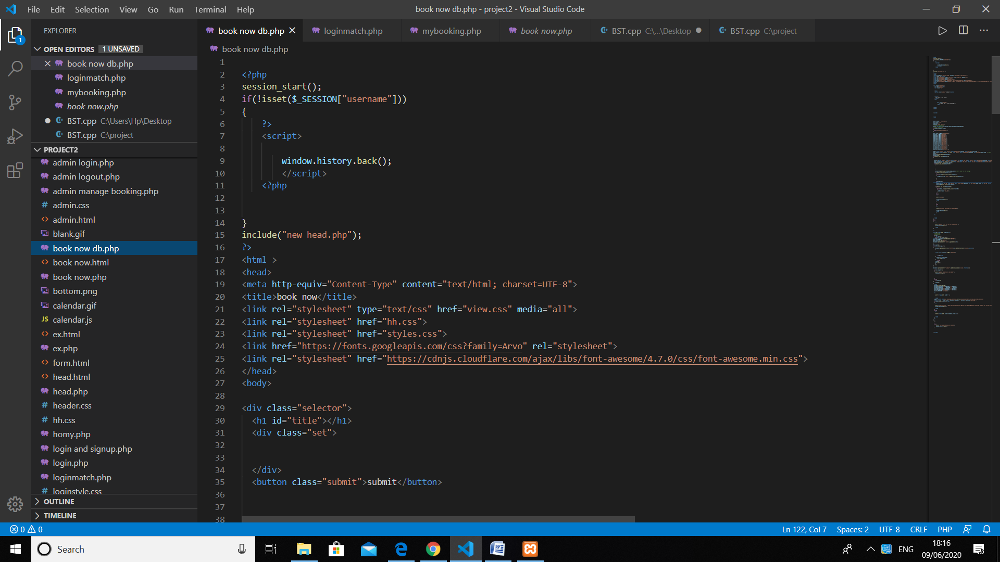 File Edit Selection View Go Run Terminal Help
book now db.php - project2 - Visual Studio Code
EXPLORER
OPEN EDITORS 1 UNSAVED
book now db.php
loginmatch.php
mybooking.php
book now.php
BST.cpp C:\Users\Hp\Desktop
BST.cpp C:\project
PROJECT2
admin login.php
admin logout.php
admin manage booking.php
admin.css
admin.html
blank.gif
book now db.php
book now.html
book now.php
bottom.png
calendar.gif
calendar.js
ex.html
ex.php
form.html
head.html
head.php
header.css
hh.css
homy.php
login and signup.php
login.php
loginmatch.php
loginstyle.css
OUTLINE
TIMELINE
book now db.php loginmatch.php mybooking.php book now.php BST.cpp C:\...\Desktop BST.cpp C:\project
book now db.php
1
2 <?php
3 session_start();
4 if(!isset($_SESSION["username"]))
5 {
6 ?>
7 <script>
8
9 window.history.back();
10 </script>
11 <?php
12
13
14 }
15 include("new head.php");
16 ?>
17 <html >
18 <head>
19 <meta http-equiv="Content-Type" content="text/html; charset=UTF-8">
20 <title>book now</title>
21 <link rel="stylesheet" type="text/css" href="view.css" media="all">
22 <link rel="stylesheet" href="hh.css">
23 <link rel="stylesheet" href="styles.css">
24 <link href="https://fonts.googleapis.com/css?family=Arvo" rel="stylesheet">
25 <link rel="stylesheet" href="https://cdnjs.cloudflare.com/ajax/libs/font-awesome/4.7.0/css/font-awesome.min.css">
26 </head>
27 <body>
28
29 <div class="selector">
30 <h1 id="title"></h1>
31 <div class="set">
32
33
34 </div>
35 <button class="submit">submit</button>
36
37
38
0 0
Ln 122, Col 7 Spaces: 2 UTF-8 CRLF PHP
Search
ENG
18:16
09/06/2020